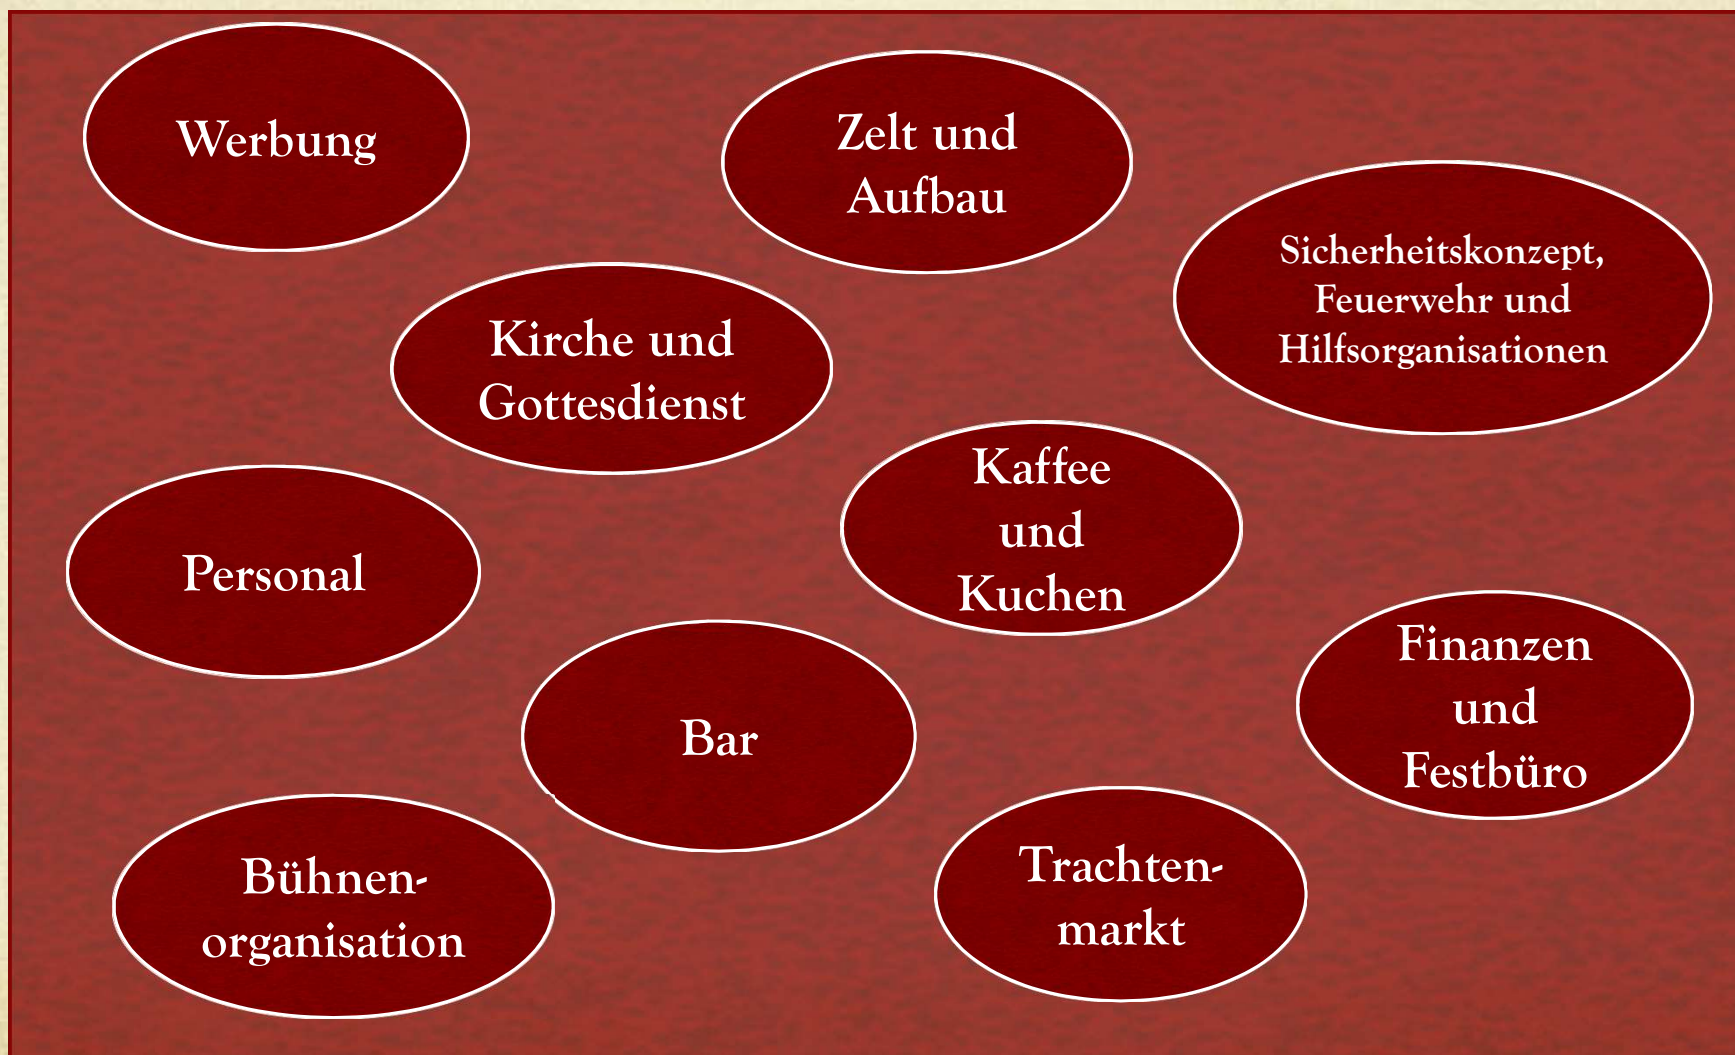 Werbung
Zelt und
Aufbau
Sicherheitskonzept,
Feuerwehr und
Hilfsorganisationen
Kirche und
Gottesdienst
Kaffee
und
Kuchen
Personal
Finanzen
und
Festbüro
Bar
Bühnen-
organisation
Trachten-
markt